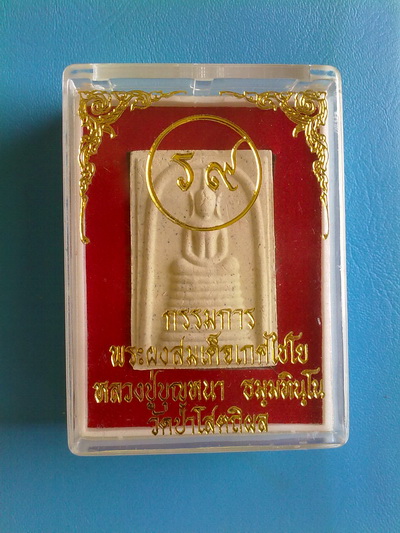 ร ๙
กรรมการ
พระผงสมเด็จเกศไชโย
หลวงปู่บุญหนา ธมฺมทินฺโน
วัดป่าโสตถิผล